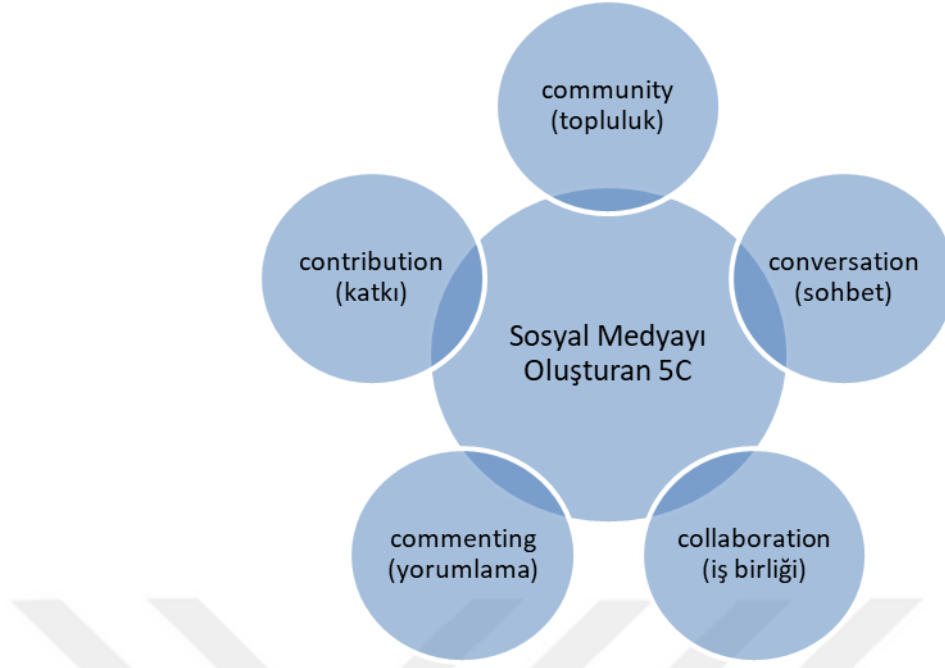 community
(topluluk)
contribution
(katkı)
conversation
(sohbet)
Sosyal Medyayı
Oluşturan 5C
commenting
(yorumlama)
collaboration
(iş birliği)